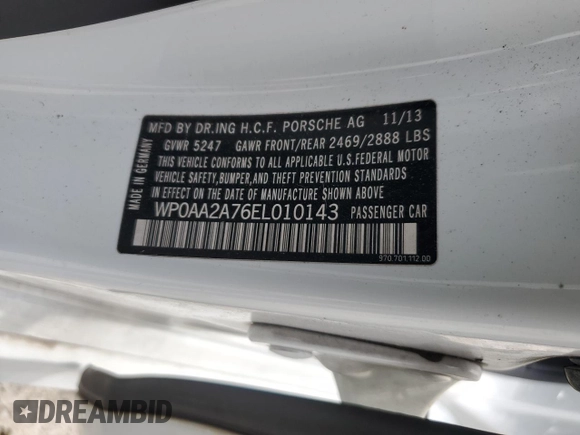 MFD BY DR.ING H.C.F. PORSCHE AG 11/13
GVWR 5247 GAWR FRONT/REAR 2469/2888 LBS
THIS VEHICLE CONFORMS TO ALL APPLICABLE U.S.FEDERAL MOTOR
VEHICLE SAFETY,BUMPER,AND THEFT PREVENTION STANDARDS
IN EFFECT ON THE DATE OF MANUFACTURE SHOWN ABOVE
WP0AA2A76EL010143 PASSENGER CAR
MADE IN GERMANY
970.701.112.00
DREAMBID